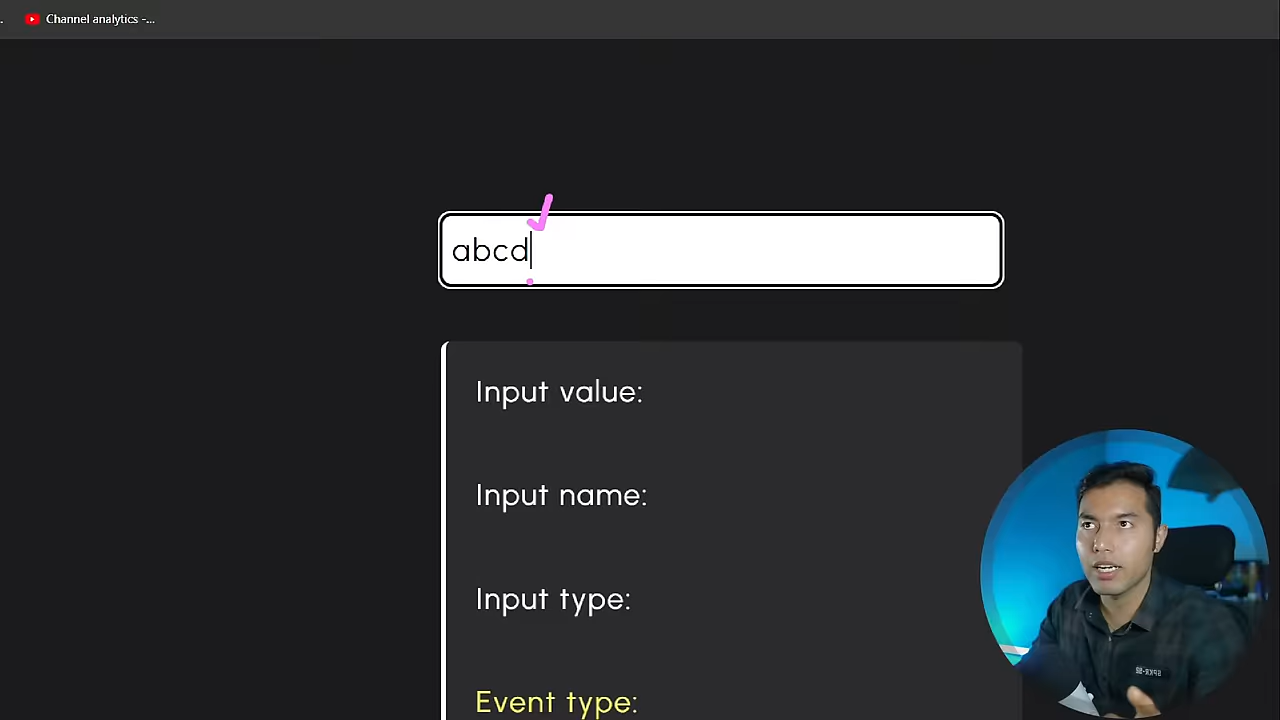 Channel analytics -...
abcd
Input value:
Input name:
Input type:
Event type: